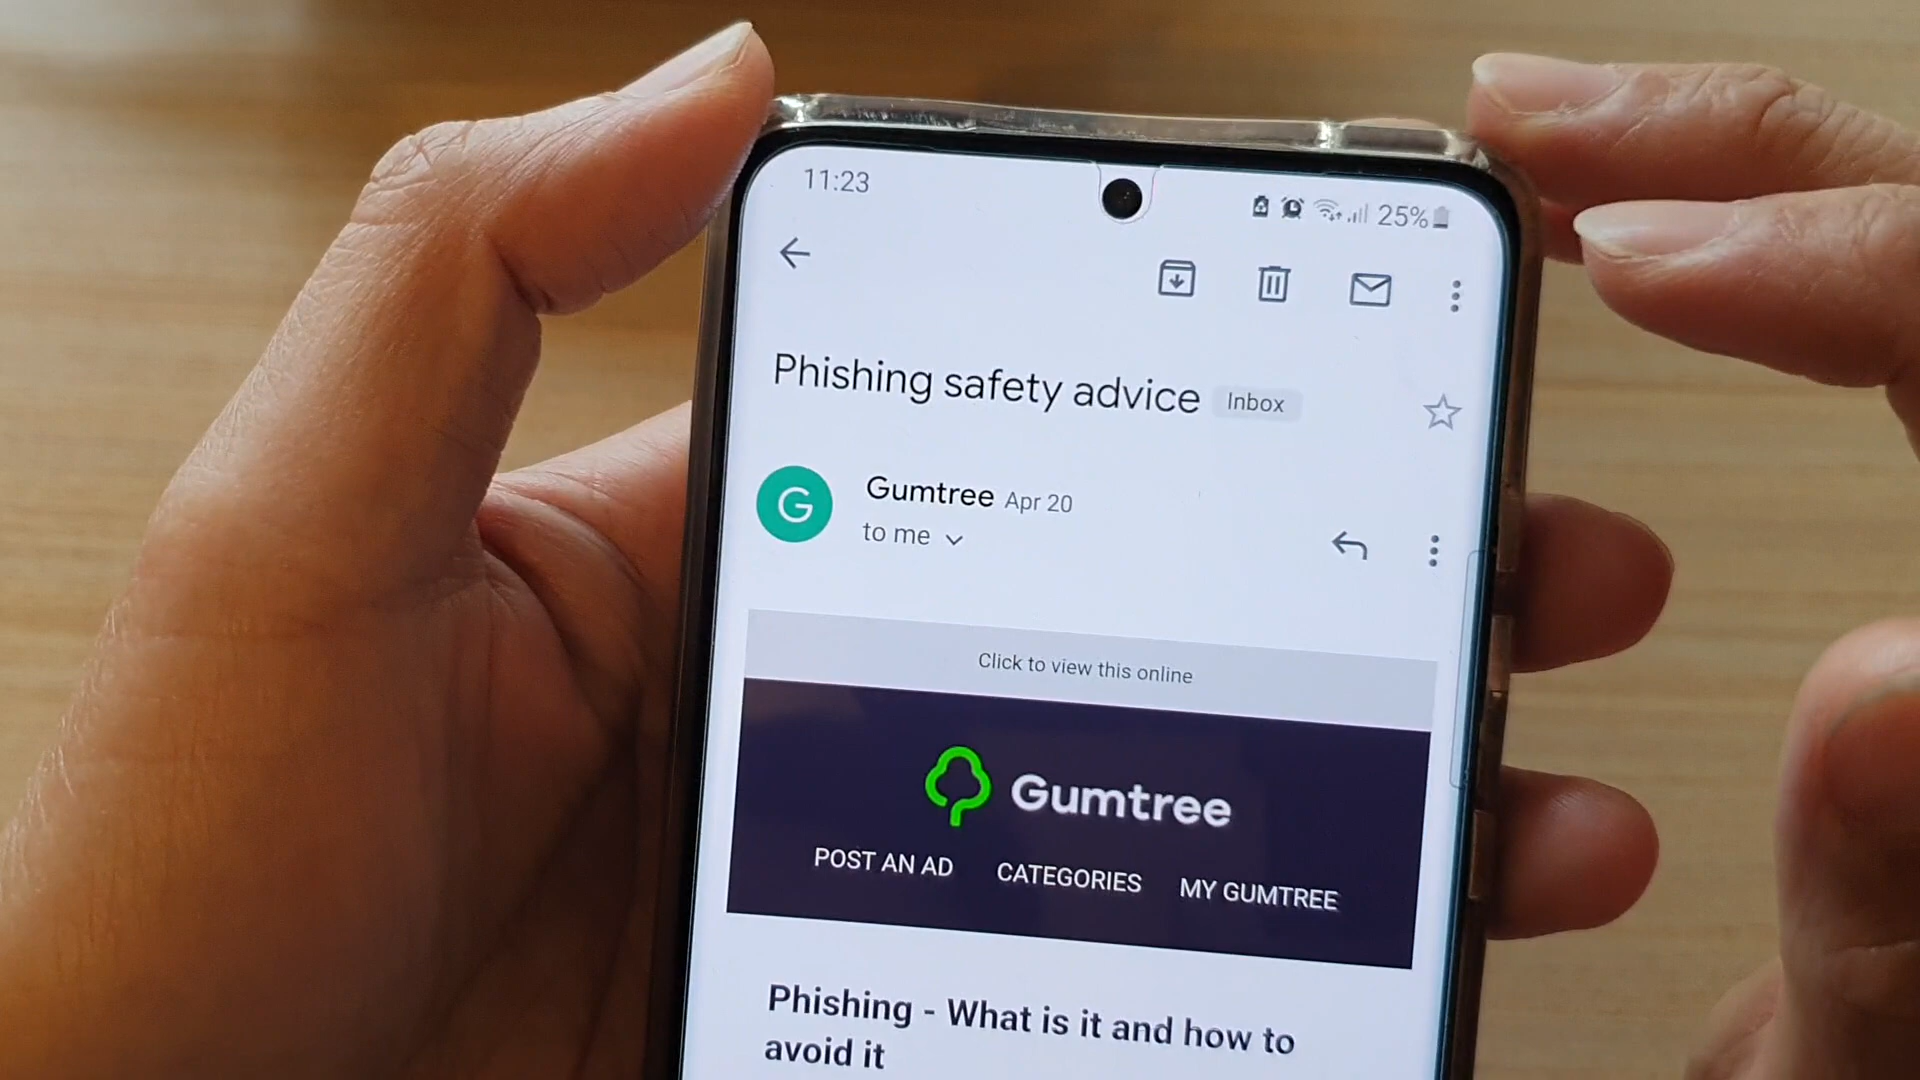 11:23
25%
Phishing safety advice Inbox
G
Gumtree Apr 20
to me
Click to view this online
Gumtree
POST AN AD CATEGORIES MY GUMTREE
Phishing - What is it and how to
avoid it